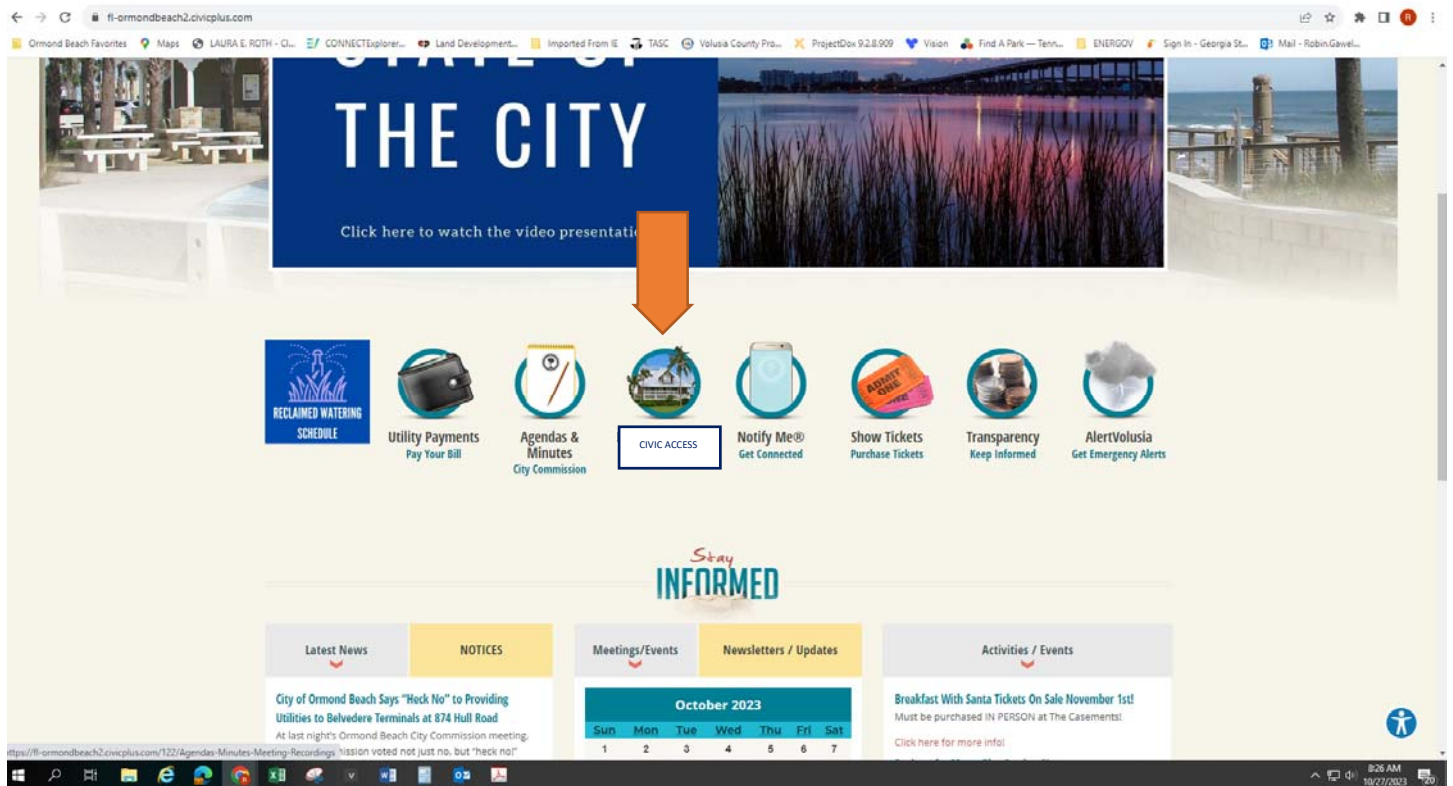 fl-ormondbeach2.civicplus.com
Ormond Beach Favorites Maps LAURA E. ROTH - Cl... CONNECTExplorer... Land Development... Imported From IE TASC Volusia County Pro... ProjectDox 9.2.8.909 Vision Find A Park — Tenn... ENERGOV Sign In - Georgia St... Mail - Robin.Gawel...
R
STATE OF
THE CITY
Click here to watch the video presentati
RECLAIMED WATERING
SCHEDULE
Utility Payments
Pay Your Bill
Agendas &
Minutes
City Commission
CIVIC ACCESS
Notify Me®
Get Connected
ADMIT
ONE
Show Tickets
Purchase Tickets
Transparency
Keep Informed
AlertVolusia
Get Emergency Alerts
Stay
INFORMED
Latest News
NOTICES
Meetings/Events
Newsletters / Updates
Activities / Events
City of Ormond Beach Says "Heck No" to Providing
Utilities to Belvedere Terminals at 874 Hull Road
At last night's Ormond Beach City Commission meeting,
ission voted not just no, but "heck no!"
October 2023
Sun Mon Tue Wed Thu Fri Sat
1 2 3 4 5 6 7
Breakfast With Santa Tickets On Sale November 1st!
Must be purchased IN PERSON at The Casements!
Click here for more info!
https://fl-ormondbeach2.civicplus.com/122/Agendas-Minutes-Meeting-Recordings
8:26 AM
10/27/2023
20